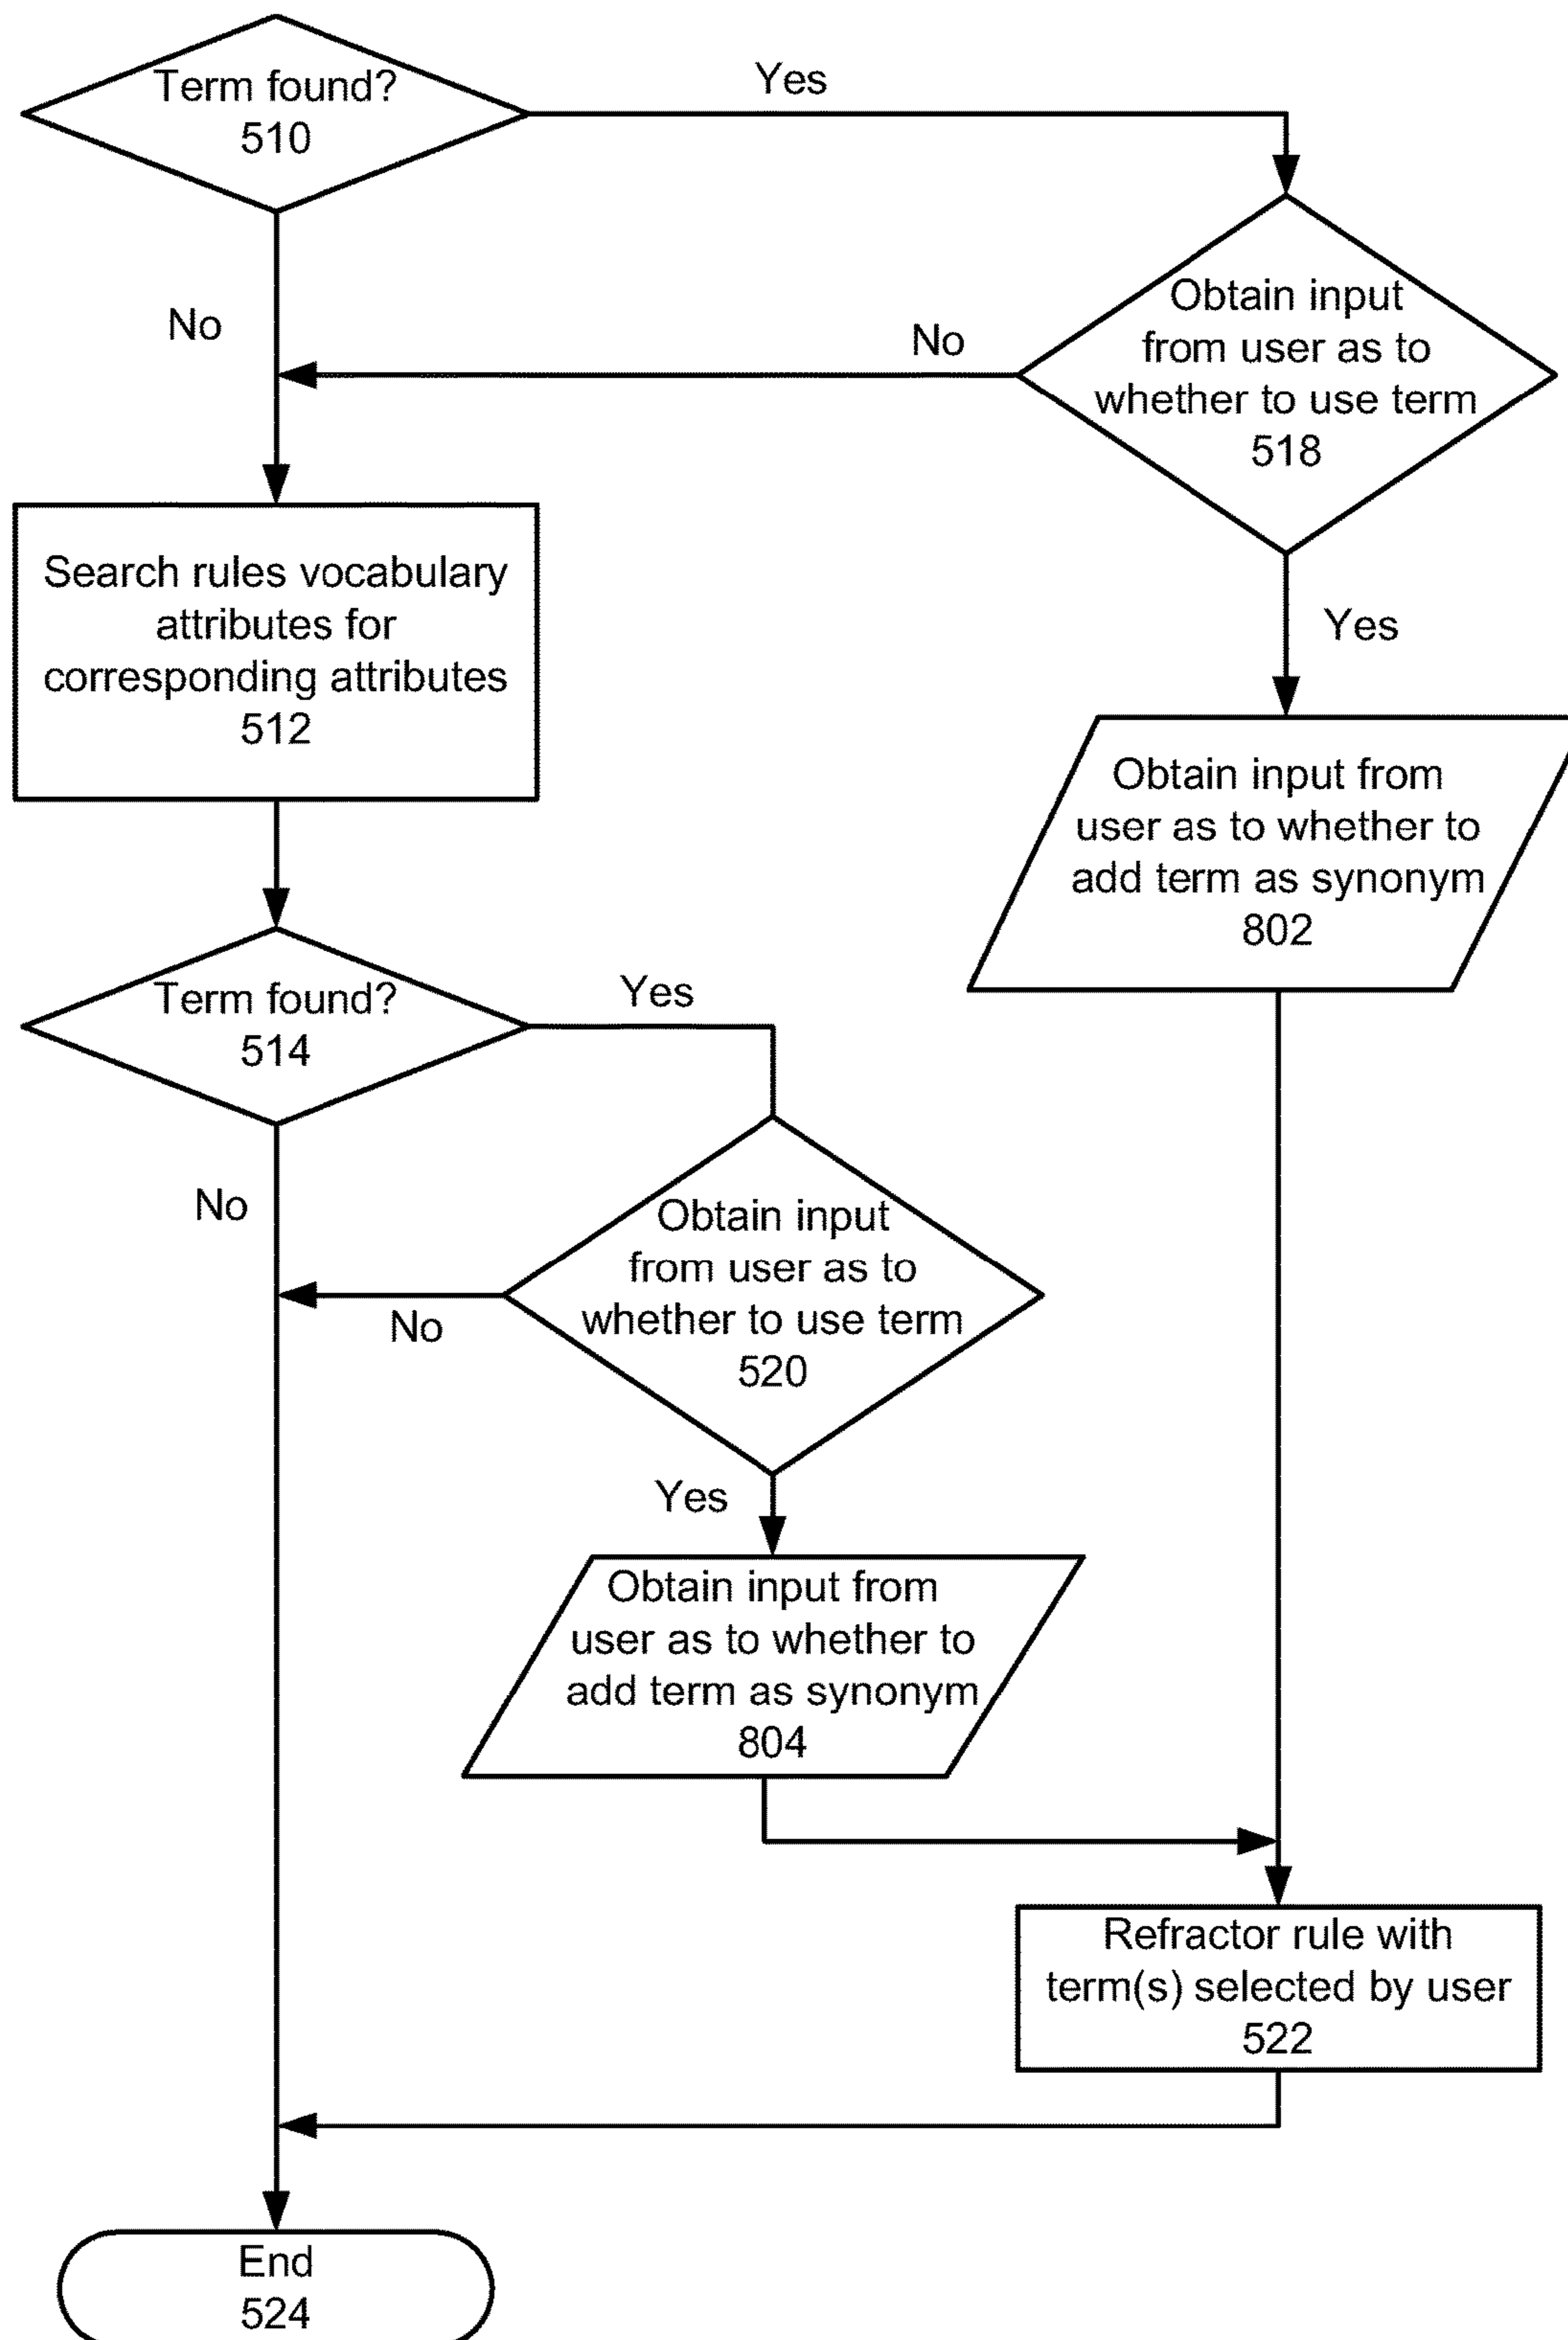 Term found?
510
Yes
No
Obtain input
from user as to
whether to use term
518
No
Yes
Search rules vocabulary
attributes for
corresponding attributes
512
Obtain input from
user as to whether to
add term as synonym
802
Term found?
514
Yes
No
Obtain input
from user as to
whether to use term
520
No
Yes
Obtain input from
user as to whether to
add term as synonym
804
Refractor rule with
term(s) selected by user
522
End
524